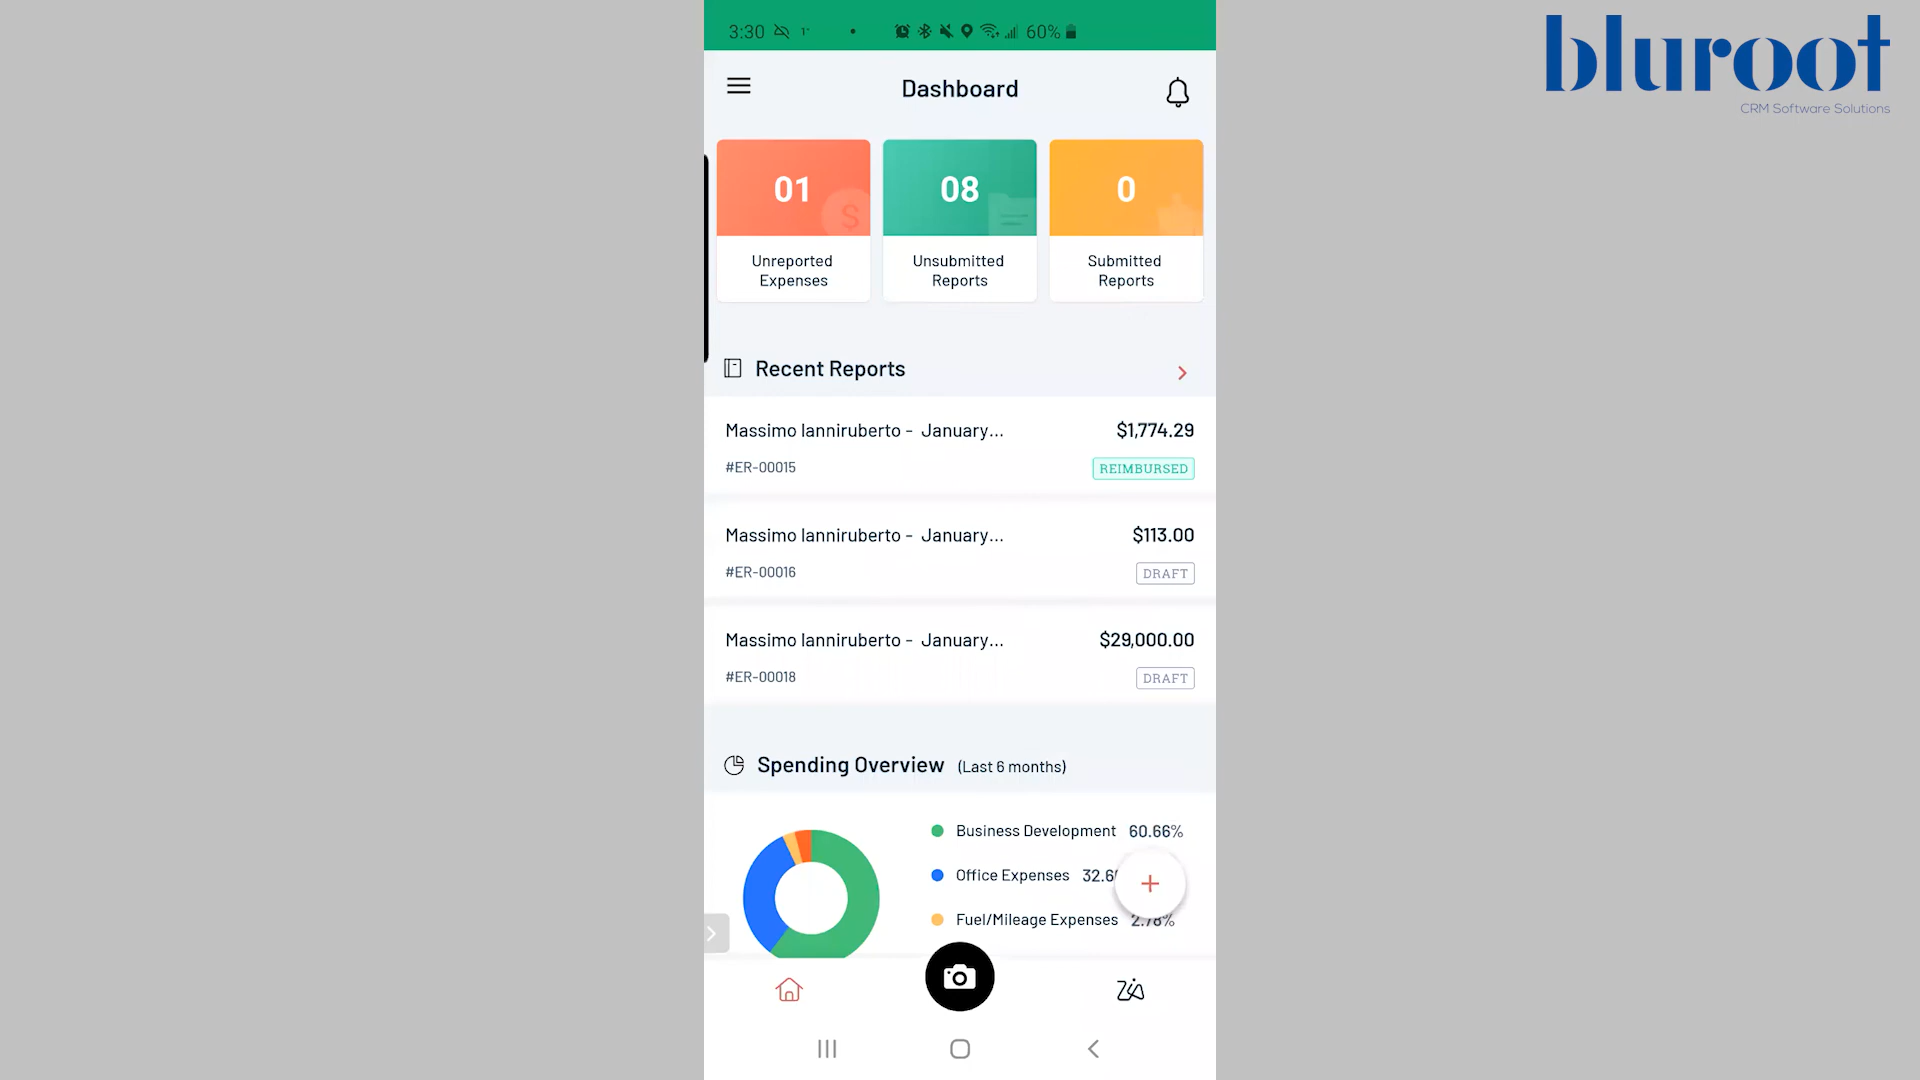 3:30
60%
bluroot
CRM Software Solutions
Dashboard
01
08
0
Unreported
Expenses
Unsubmitted
Reports
Submitted
Reports
Recent Reports
Massimo Ianniruberto - January...
$1,774.29
#ER-00015
REIMBURSED
Massimo Ianniruberto - January...
$113.00
#ER-00016
DRAFT
Massimo Ianniruberto - January...
$29,000.00
#ER-00018
DRAFT
Spending Overview (Last 6 months)
Business Development 60.66%
Office Expenses
Fuel/Mileage Expenses 2.78%